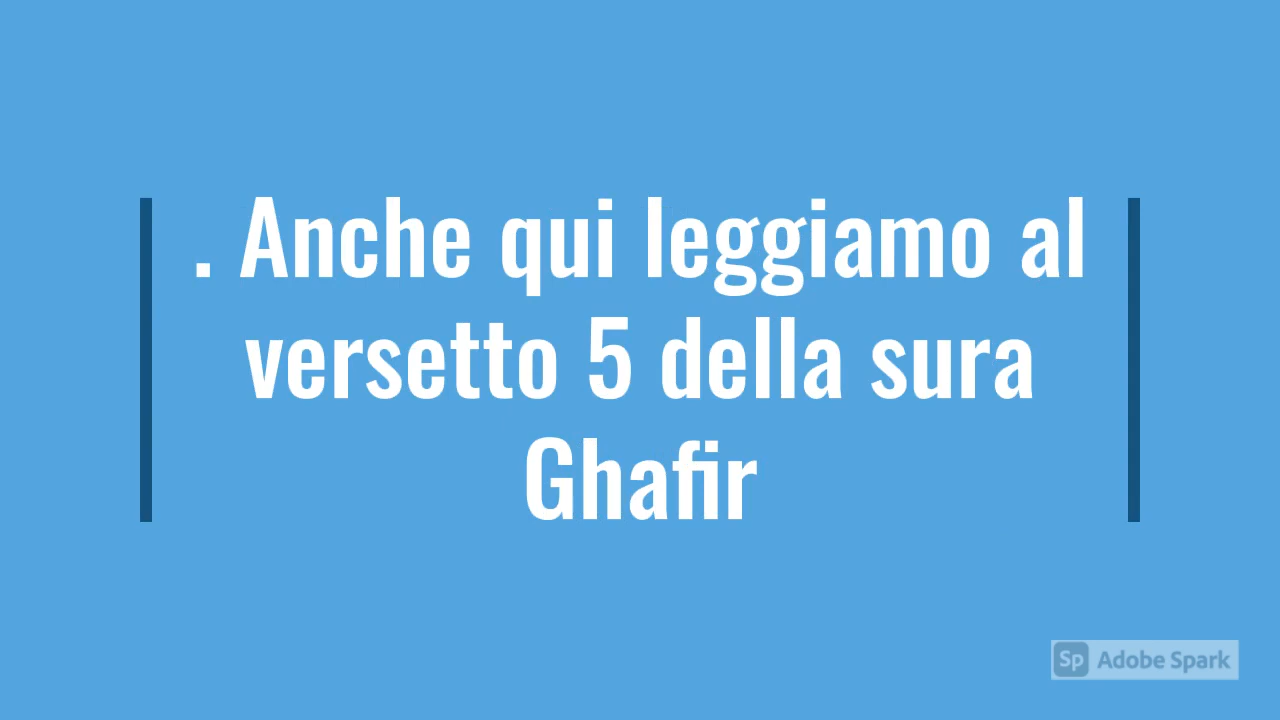 . Anche qui leggiamo al
versetto 5 della sura
Ghafir
Sp Adobe Spark